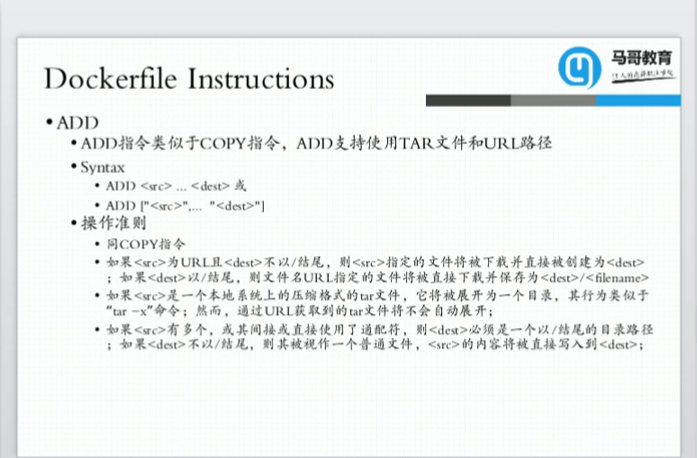 马哥教育
Dockerfile Instructions
• ADD
• ADD指令类似于COPY指令，ADD支持使用TAR文件和URL路径
• Syntax
• ADD <src> ... <dest> 或
• ADD ["<src>",... "<dest>"]
• 操作准则
• 同COPY指令
• 如果<src>为URL且<dest>不以/结尾，则<src>指定的文件将被下载并直接被创建为<dest>
；如果<dest>以/结尾，则文件名URL指定的文件将被直接下载并保存为<dest>/<filename>
• 如果<src>是一个本地系统上的压缩格式的tar文件，它将被展开为一个目录，其行为类似于
"tar –x"命令；然而，通过URL获取到的tar文件将不会自动展开；
• 如果<src>有多个，或其间接或直接使用了通配符，则<dest>必须是一个以/结尾的目录路径
；如果<dest>不以/结尾，则其被视作一个普通文件，<src>的内容将被直接写入到<dest>；